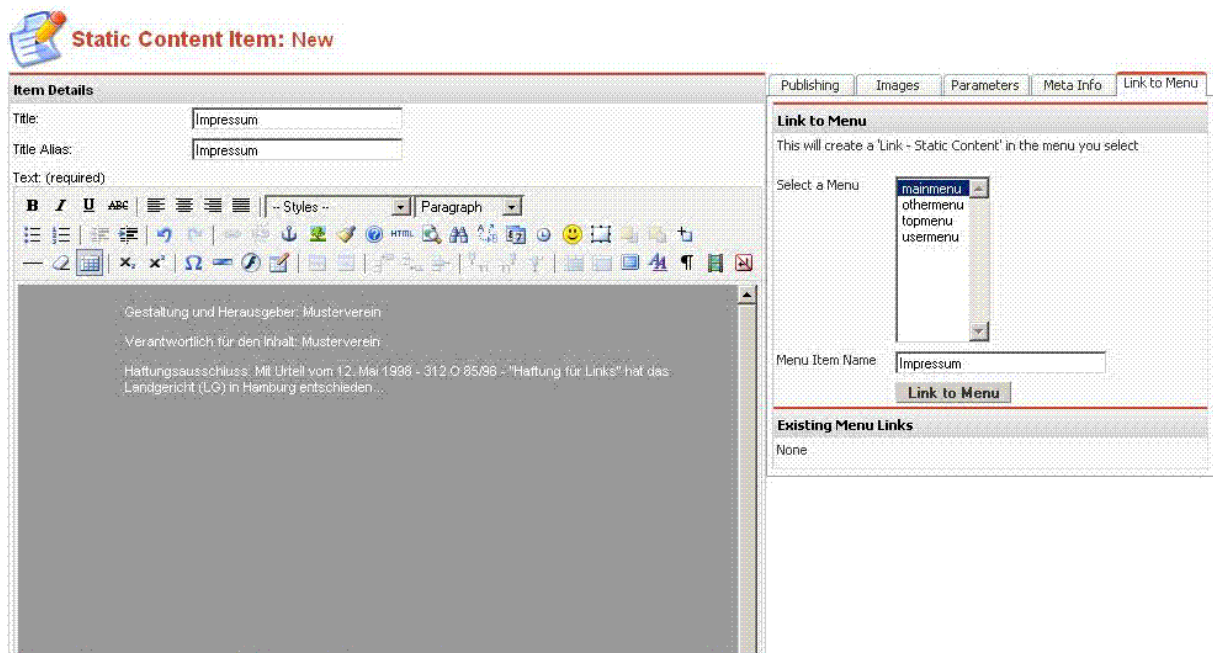 Static Content Item: New
Item Details
Title: Impressum
Title Alias: Impressum
Text: (required)
B I U ABC -- Styles -- Paragraph
HTML
Gestaltung und Herausgeber: Musterverein
Verantwortlich für den Inhalt: Musterverein
Haftungsausschluss: Mit Urteil vom 12. Mai 1998 - 312 O 85/98 - "Haftung für Links" hat das
Landgericht (LG) in Hamburg entschieden...
Publishing Images Parameters Meta Info Link to Menu
Link to Menu
This will create a 'Link - Static Content' in the menu you select
Select a Menu
mainmenu
othermenu
topmenu
usermenu
Menu Item Name Impressum
Link to Menu
Existing Menu Links
None